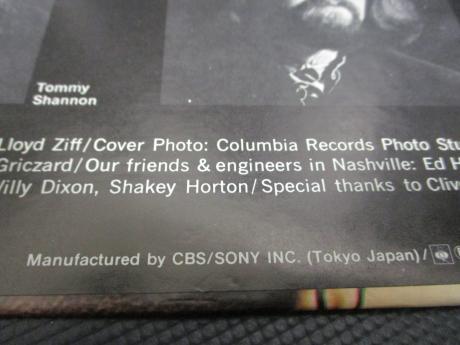 Tommy
Shannon
Lloyd Ziff/Cover Photo: Columbia Records Photo Stu
Griczard/Our friends & engineers in Nashville: Ed H
Willy Dixon, Shakey Horton/Special thanks to Clive
Manufactured by CBS/SONY INC. (Tokyo Japan)/